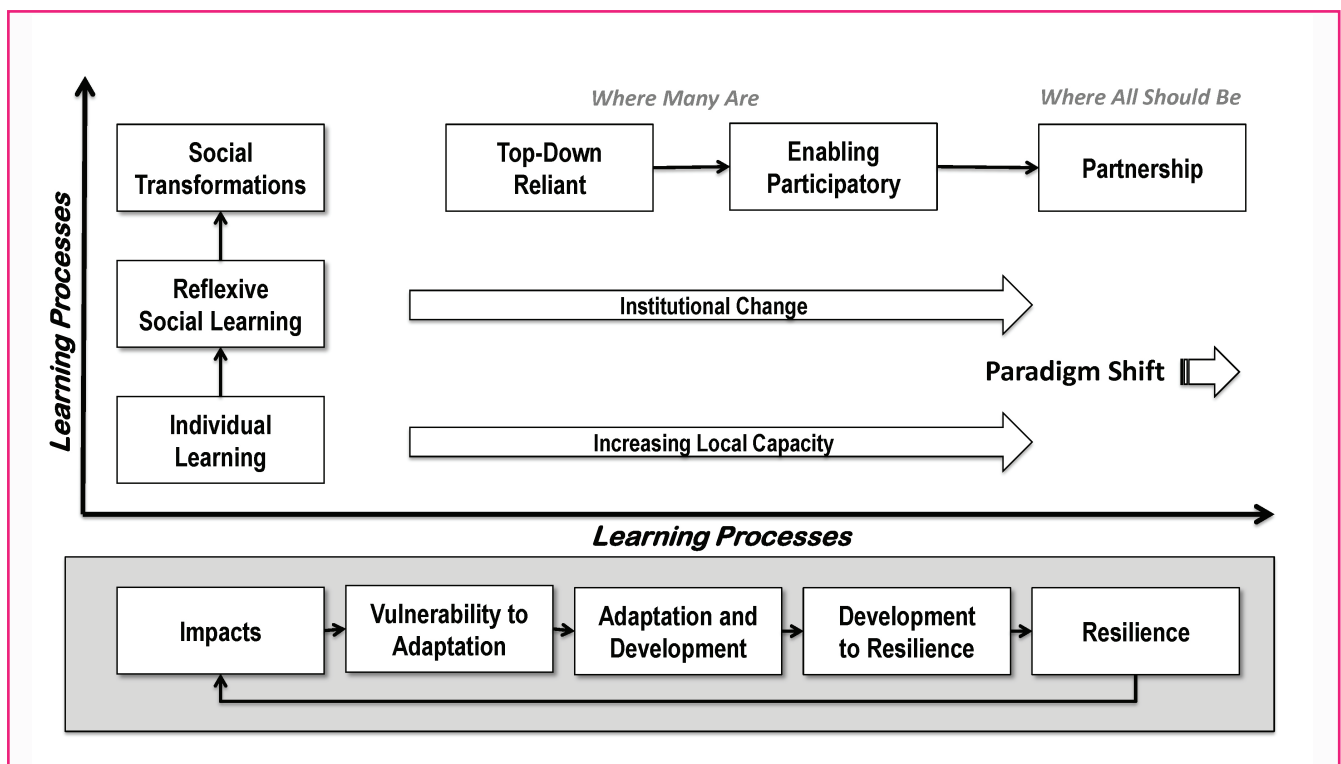 Where Many Are
Where All Should Be
Social
Transformations
Top-Down
Reliant
Enabling
Participatory
Partnership
Reflexive
Social Learning
Institutional Change
Paradigm Shift
Individual
Learning
Increasing Local Capacity
Learning Processes
Learning Processes
Impacts
Vulnerability to
Adaptation
Adaptation and
Development
Development
to Resilience
Resilience